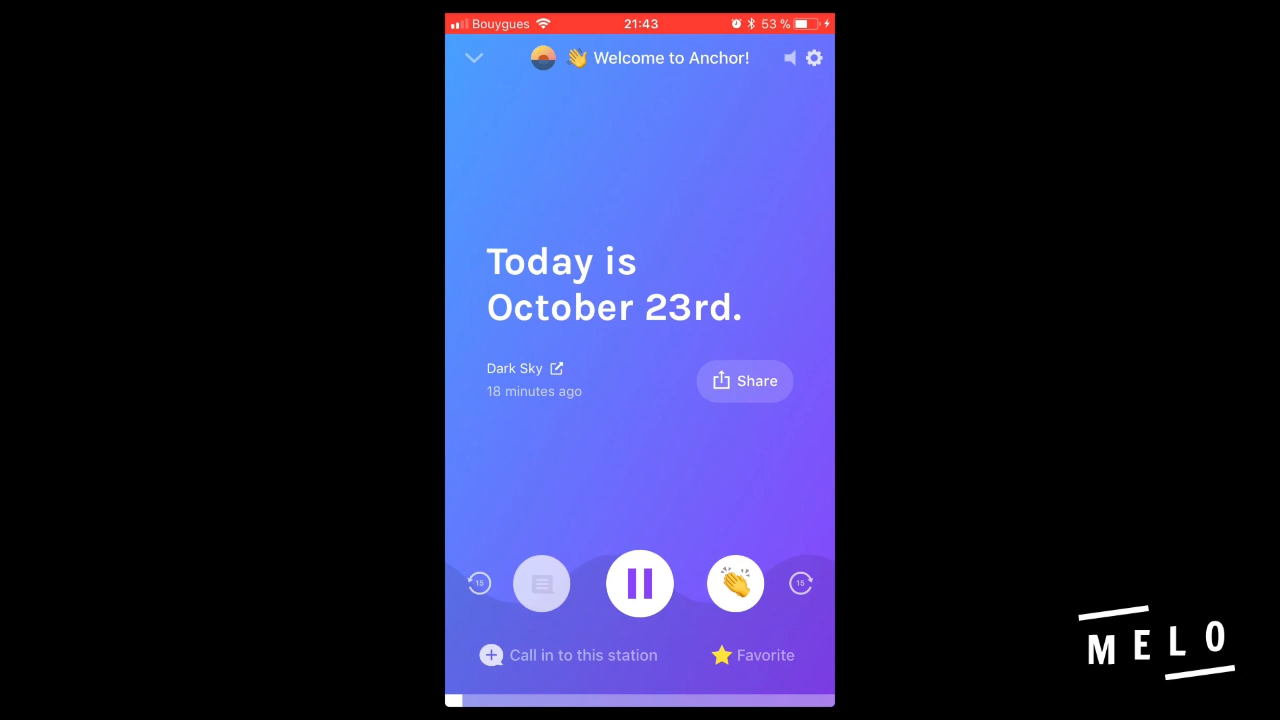 Bouygues 21:43 53 %
👋 Welcome to Anchor!
Today is
October 23rd.
Dark Sky
18 minutes ago
Share
15 15
Call in to this station
Favorite
MELO